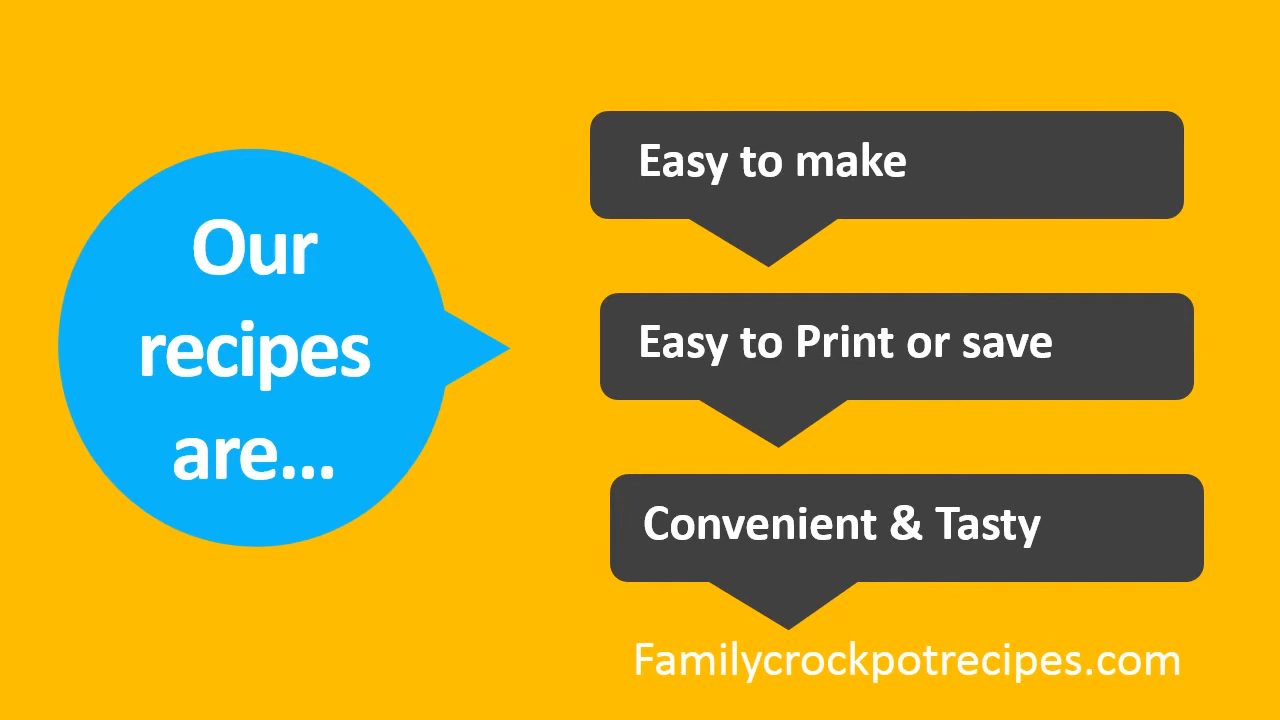 Our
recipes
are...
Easy to make
Easy to Print or save
Convenient & Tasty
Familycrockpotrecipes.com